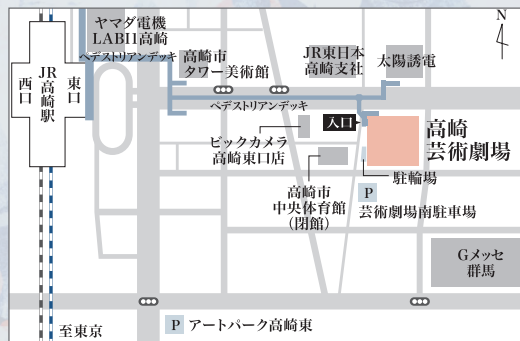 ヤマダ電機
LABI1高崎
ペデストリアンデッキ
高崎市
タワー美術館
JR東日本
高崎支社
太陽誘電
N
JR高崎駅
西口
東口
ペデストリアンデッキ
入口
高崎
芸術劇場
ビックカメラ
高崎東口店
駐輪場
高崎市
中央体育館
（閉館）
P
芸術劇場南駐車場
Gメッセ
群馬
P アートパーク高崎東
至東京